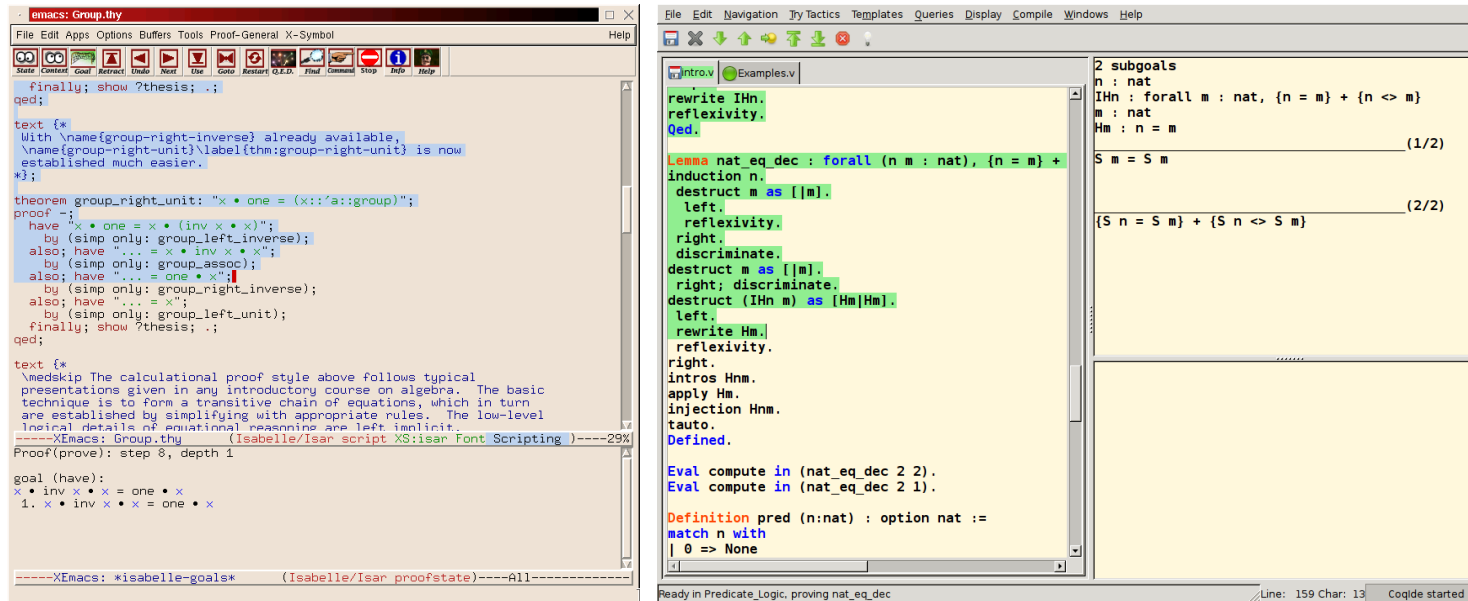 emacs: Group.thy
File Edit Apps Options Buffers Tools Proof-General X-Symbol Help
State Context Goal Retract Undo Next Use Goto Restart Q.E.D. Find Command Stop Info Help
finally; show ?thesis; .;
qed;
text {*
With \name{group-right-inverse} already available,
\name{group-right-unit}\label{thm:group-right-unit} is now
established much easier.
*};
theorem group_right_unit: "x • one = (x::'a::group)";
proof -;
have "x • one = x • (inv x • x)";
by (simp only: group_left_inverse);
also; have "... = x • inv x • x";
by (simp only: group_assoc);
also; have "... = one • x";
by (simp only: group_right_inverse);
also; have "... = x";
by (simp only: group_left_unit);
finally; show ?thesis; .;
qed;
text {*
\medskip The calculational proof style above follows typical
presentations given in any introductory course on algebra.  The basic
technique is to form a transitive chain of equations, which in turn
are established by simplifying with appropriate rules.  The low-level
logical details of equational reasoning are left implicit.
-----XEmacs: Group.thy (Isabelle/Isar script XS:isar Font Scripting )----29%
Proof(prove): step 8, depth 1
goal (have):
x • inv x • x = one • x
1. x • inv x • x = one • x
-----XEmacs: *isabelle-goals* (Isabelle/Isar proofstate)----All-------------
File Edit Navigation Try Tactics Templates Queries Display Compile Windows Help
Intro.v Examples.v
rewrite IHn.
reflexivity.
Qed.
Lemma nat_eq_dec : forall (n m : nat), {n = m} +
induction n.
destruct m as [|m].
left.
reflexivity.
right.
discriminate.
destruct m as [|m].
right; discriminate.
destruct (IHn m) as [Hm|Hm].
left.
rewrite Hm.
reflexivity.
right.
intros Hnm.
apply Hm.
injection Hnm.
tauto.
Defined.
Eval compute in (nat_eq_dec 2 2).
Eval compute in (nat_eq_dec 2 1).
Definition pred (n:nat) : option nat :=
match n with
| 0 => None
2 subgoals
n : nat
IHn : forall m : nat, {n = m} + {n <> m}
m : nat
Hm : n = m
(1/2)
S m = S m
(2/2)
{S n = S m} + {S n <> S m}
Ready in Predicate_Logic, proving nat_eq_dec
Line: 159 Char: 13 CoqIde started